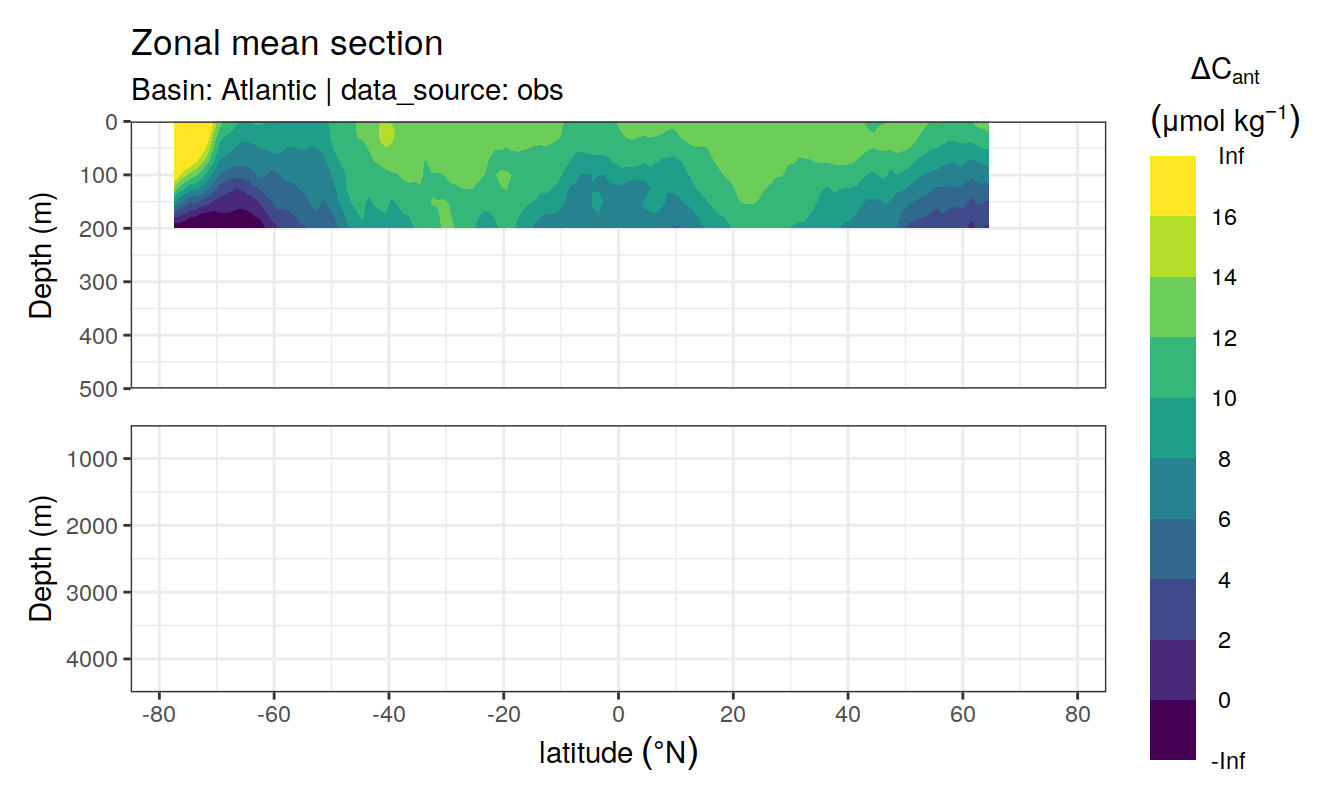 Zonal mean section
Basin: Atlantic | data_source: obs
ΔCant
(μmol kg⁻¹)
Inf
16
14
12
10
8
6
4
2
0
-Inf
Depth (m)
0
100
200
300
400
500
Depth (m)
1000
2000
3000
4000
-80 -60 -40 -20 0 20 40 60 80
latitude (°N)